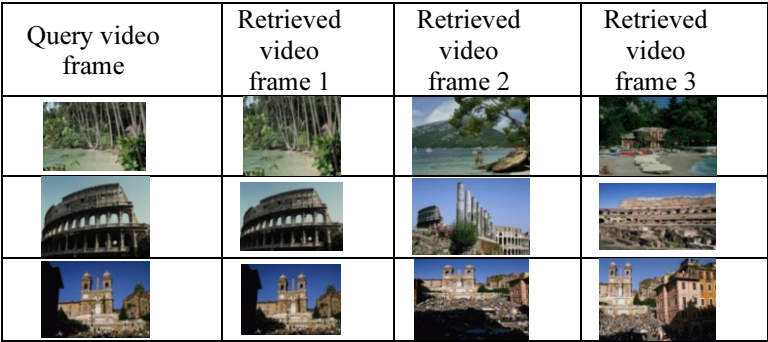 Query video
frame
Retrieved
video
frame 1
Retrieved
video
frame 2
Retrieved
video
frame 3